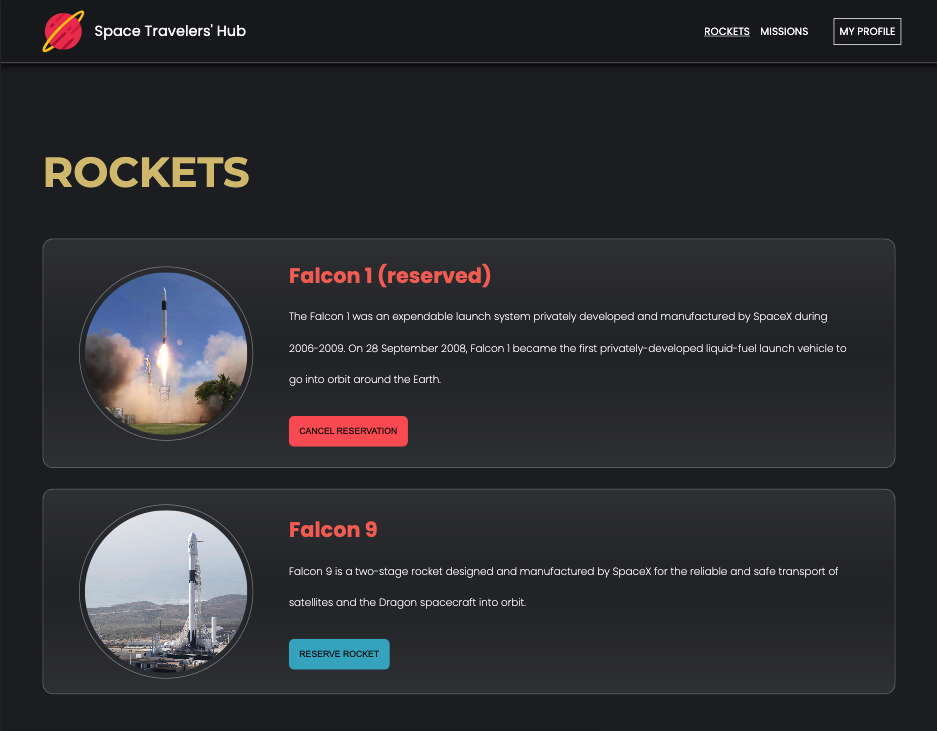 Space Travelers' Hub
ROCKETS MISSIONS MY PROFILE
ROCKETS
Falcon 1 (reserved)
The Falcon 1 was an expendable launch system privately developed and manufactured by SpaceX during
2006-2009. On 28 September 2008, Falcon 1 became the first privately-developed liquid-fuel launch vehicle to
go into orbit around the Earth.
CANCEL RESERVATION
Falcon 9
Falcon 9 is a two-stage rocket designed and manufactured by SpaceX for the reliable and safe transport of
satellites and the Dragon spacecraft into orbit.
RESERVE ROCKET